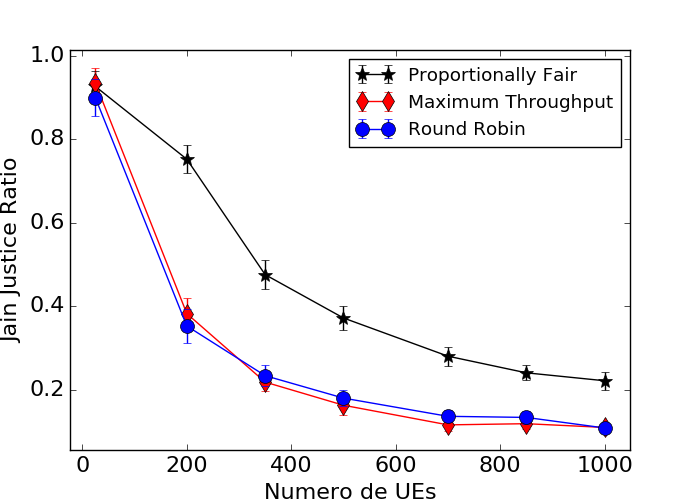 1.0
0.8
0.6
0.4
0.2
Jain Justice Ratio
Proportionally Fair
Maximum Throughput
Round Robin
0 200 400 600 800 1000
Numero de UEs